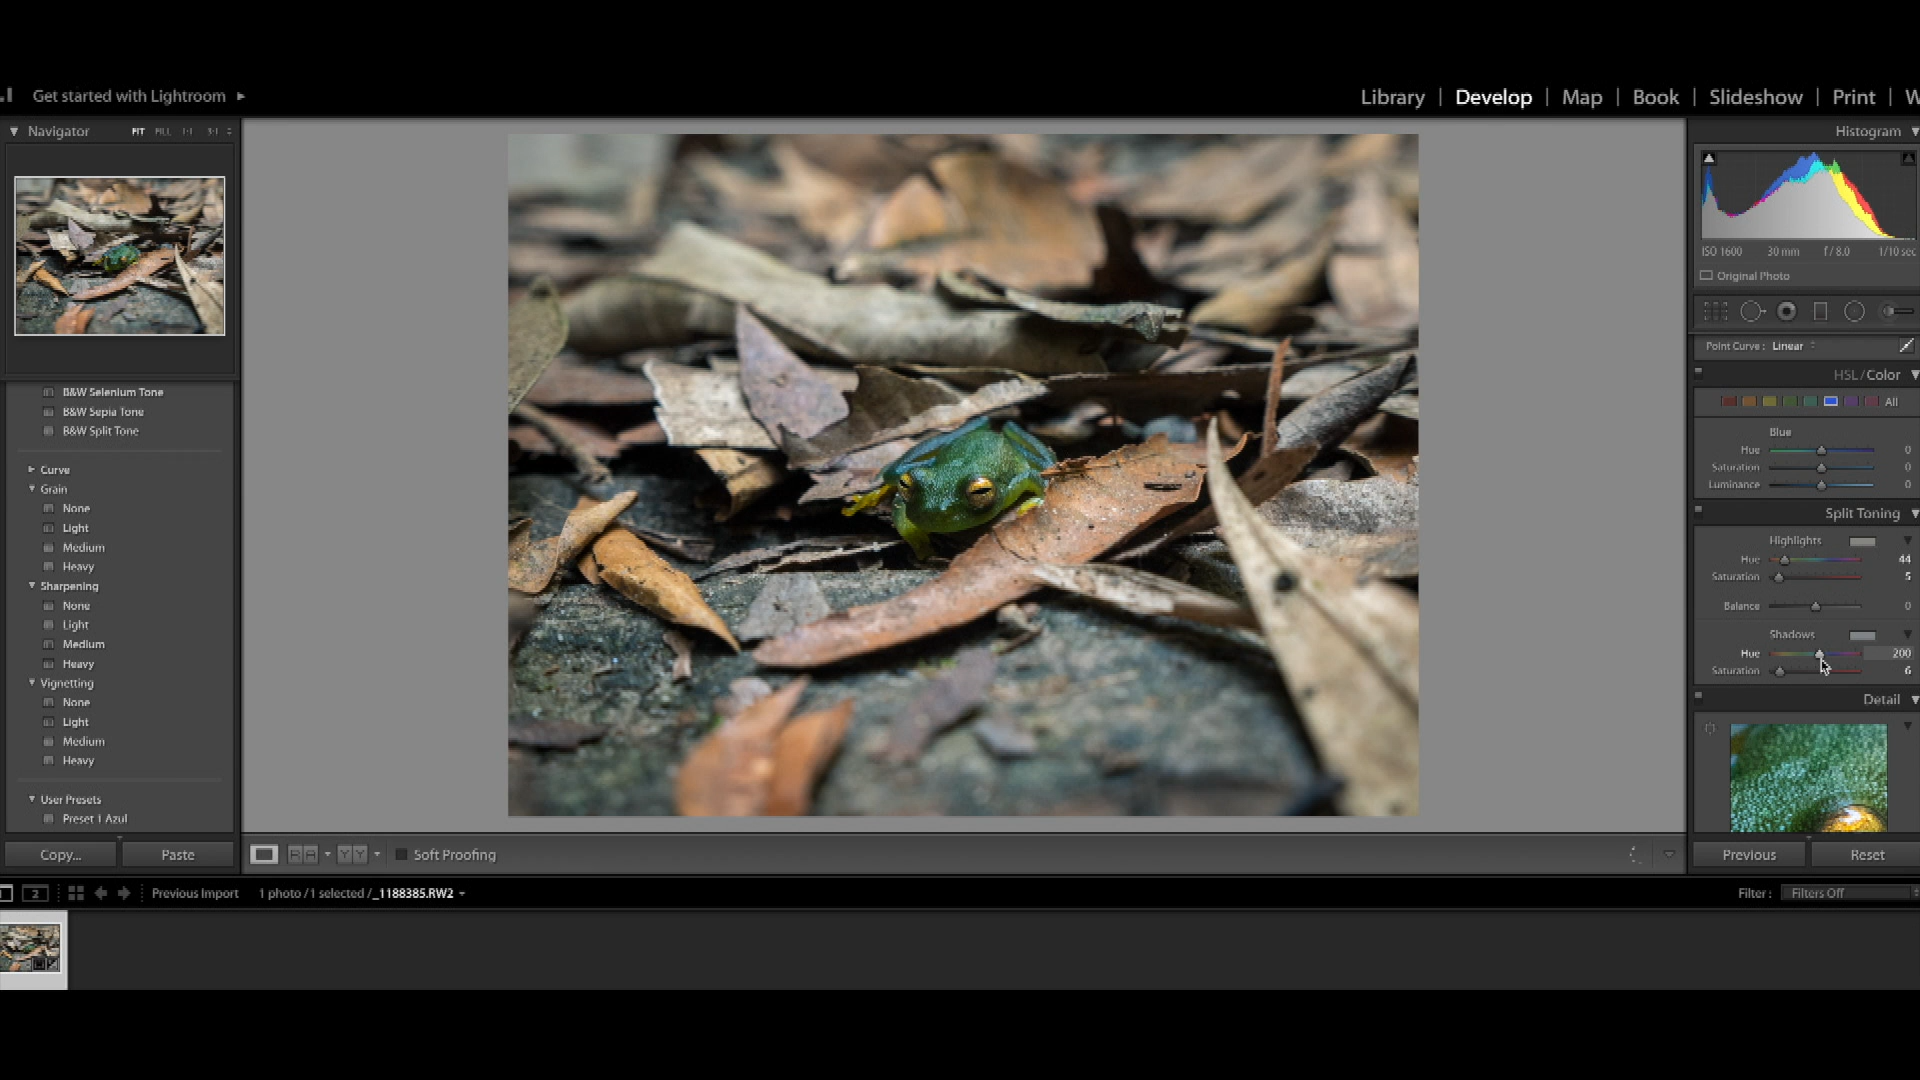 Get started with Lightroom
Library | Develop | Map | Book | Slideshow | Print | W
Navigator FIT FILL 1:1 3:1
B&W Selenium Tone
B&W Sepia Tone
B&W Split Tone
Curve
Grain
None
Light
Medium
Heavy
Sharpening
None
Light
Medium
Heavy
Vignetting
None
Light
Medium
Heavy
User Presets
Preset 1 Azul
Copy... Paste
Soft Proofing
Histogram
ISO 1600 30 mm f / 8.0 1/10 sec
Original Photo
Point Curve : Linear
HSL / Color
All
Blue
Hue 0
Saturation 0
Luminance 0
Split Toning
Highlights
Hue 44
Saturation 5
Balance 0
Shadows
Hue 200
Saturation 6
Detail
Previous Reset
2 Previous Import 1 photo / 1 selected / _1188385.RW2 Filter : Filters Off